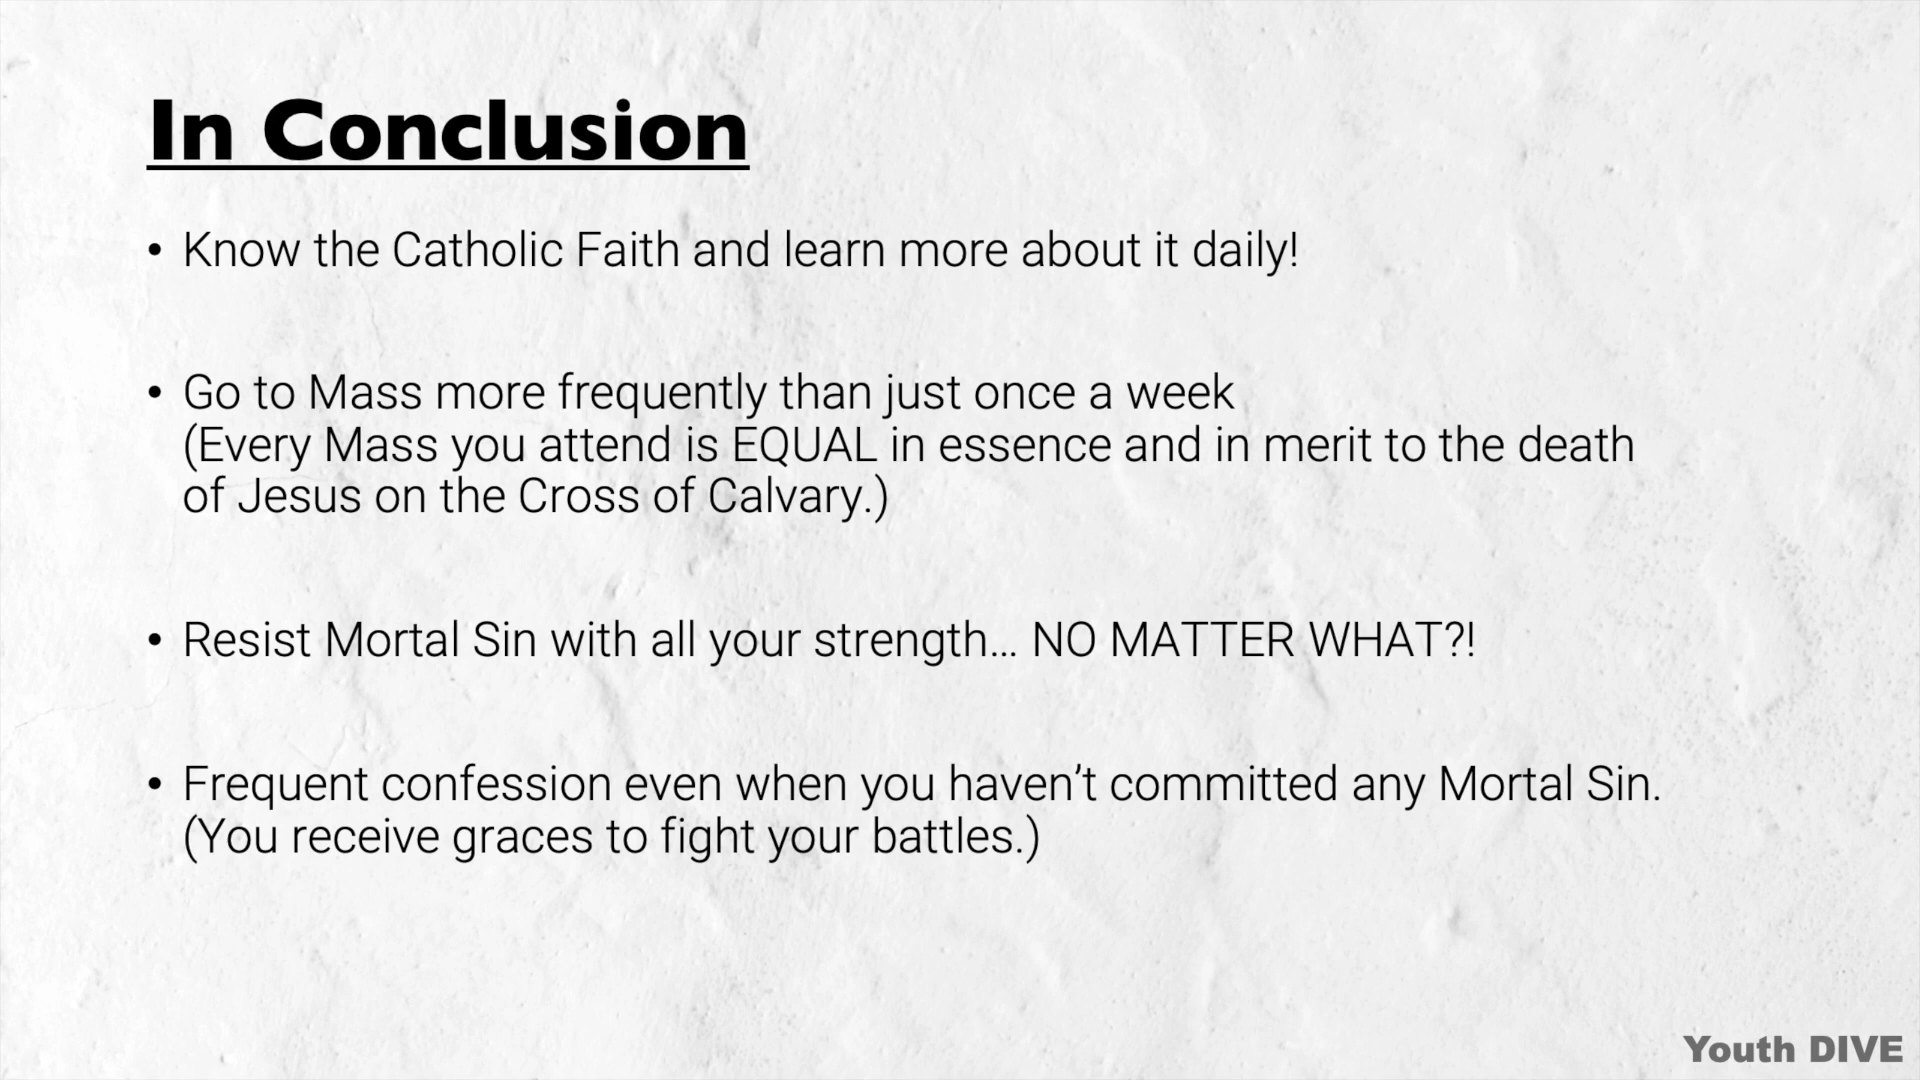 In Conclusion
• Know the Catholic Faith and learn more about it daily!
• Go to Mass more frequently than just once a week
(Every Mass you attend is EQUAL in essence and in merit to the death
of Jesus on the Cross of Calvary.)
• Resist Mortal Sin with all your strength… NO MATTER WHAT?!
• Frequent confession even when you haven’t committed any Mortal Sin.
(You receive graces to fight your battles.)
Youth DIVE